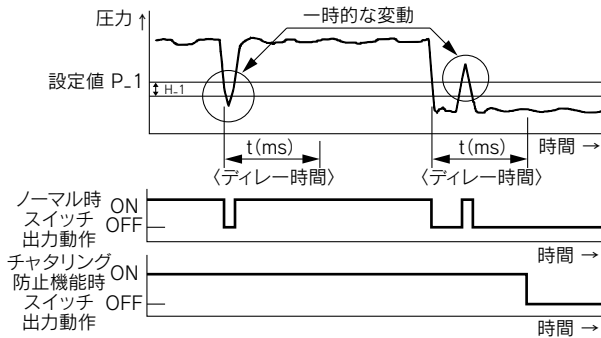 圧力 ↑
一時的な変動
設定値 P_1
H_1
t(ms)
〈ディレー時間〉
t(ms)
〈ディレー時間〉
時間 →
ノーマル時
スイッチ
出力動作
ON
OFF
時間 →
チャタリング
防止機能時
スイッチ
出力動作
ON
OFF
時間 →